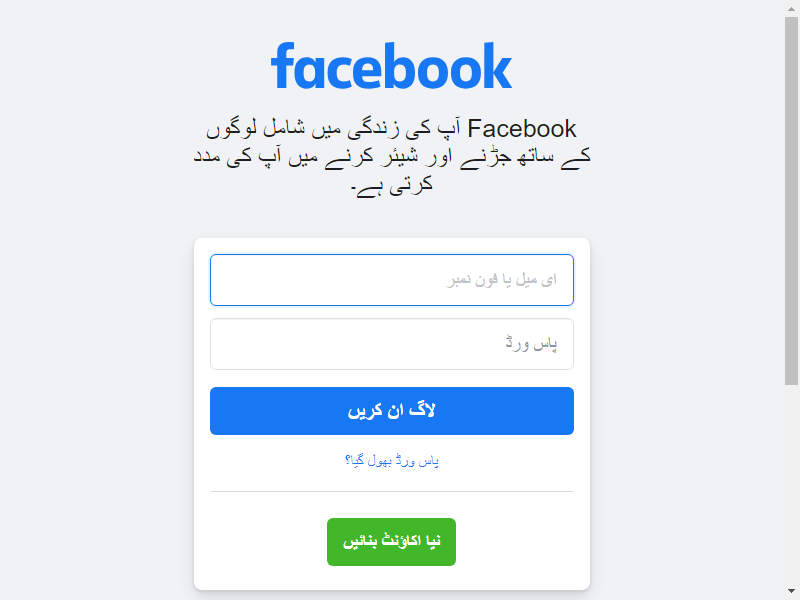 facebook
Facebook آپ کی زندگی میں شامل لوگوں
کے ساتھ جڑنے اور شیئر کرنے میں آپ کی مدد
کرتی ہے۔
ای میل یا فون نمبر
پاس ورڈ
لاگ ان کریں
پاس ورڈ بھول گیا؟
نیا اکاؤنٹ بنائیں